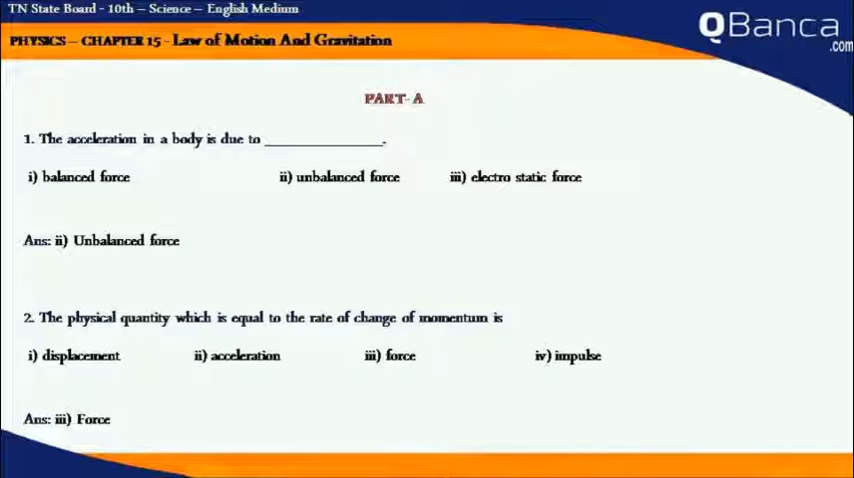 TN State Board - 10th – Science – English Medium
QBanca
.com
PHYSICS – CHAPTER 15 - Law of Motion And Gravitation
PART- A
1. The acceleration in a body is due to ________________.
i) balanced force ii) unbalanced force iii) electro static force
Ans: ii) Unbalanced force
2. The physical quantity which is equal to the rate of change of momentum is
i) displacement ii) acceleration iii) force iv) impulse
Ans: iii) Force